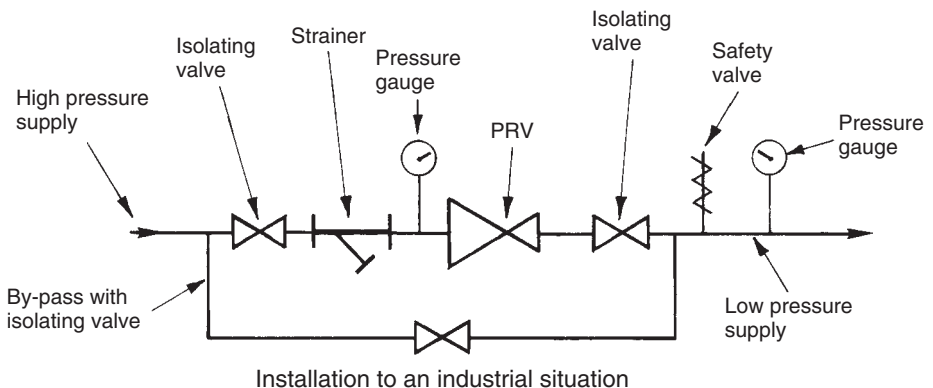 Isolating
valve
Strainer
Pressure
gauge
Isolating
valve
Safety
valve
High pressure
supply
PRV
Pressure
gauge
By-pass with
isolating valve
Low pressure
supply
Installation to an industrial situation